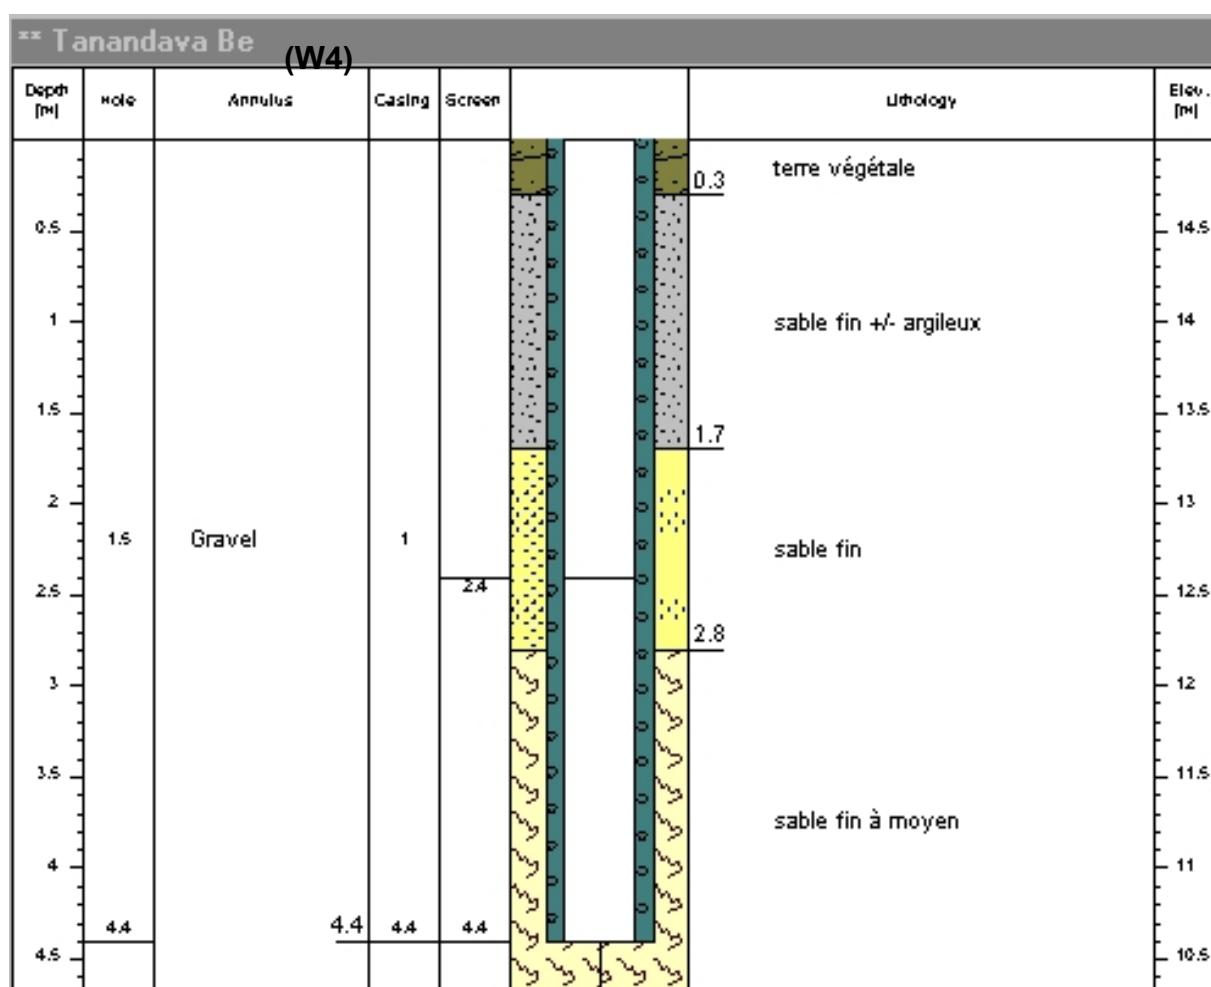 ** Tanandava Be (W4)
Depth [m] Hole Annulus Casing Screen Lithology Elev. [m]
terre végétale
0.3
0.5 14.5
1 sable fin +/- argileux 14
1.5 13.5
1.7
2 13
1.5 Gravel 1 sable fin
2.4
2.5 12.5
2.8
3 12
3.5 11.5
sable fin à moyen
4 11
4.4 4.4 4.4 4.4
4.5 10.5